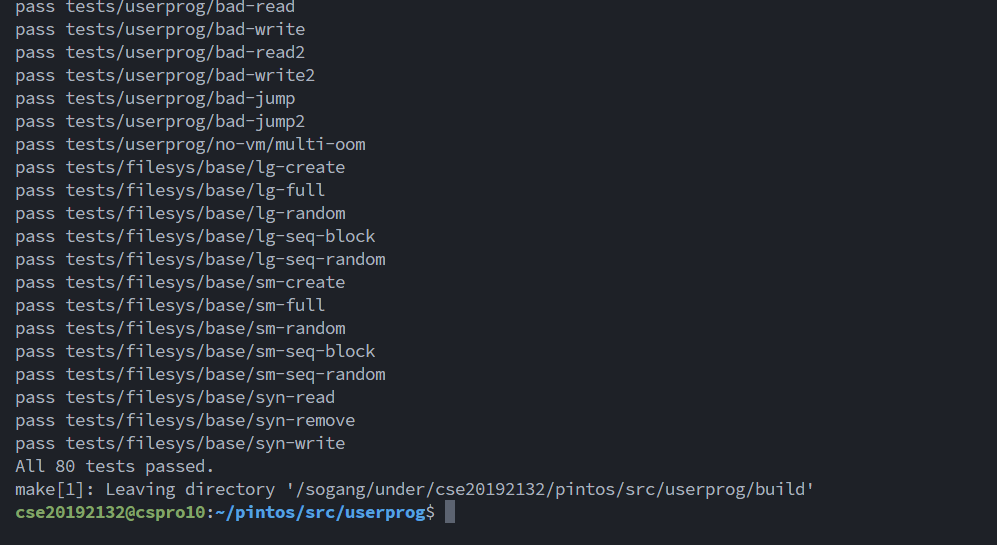 pass tests/userprog/bad-read
pass tests/userprog/bad-write
pass tests/userprog/bad-read2
pass tests/userprog/bad-write2
pass tests/userprog/bad-jump
pass tests/userprog/bad-jump2
pass tests/userprog/no-vm/multi-oom
pass tests/filesys/base/lg-create
pass tests/filesys/base/lg-full
pass tests/filesys/base/lg-random
pass tests/filesys/base/lg-seq-block
pass tests/filesys/base/lg-seq-random
pass tests/filesys/base/sm-create
pass tests/filesys/base/sm-full
pass tests/filesys/base/sm-random
pass tests/filesys/base/sm-seq-block
pass tests/filesys/base/sm-seq-random
pass tests/filesys/base/syn-read
pass tests/filesys/base/syn-remove
pass tests/filesys/base/syn-write
All 80 tests passed.
make[1]: Leaving directory '/sogang/under/cse20192132/pintos/src/userprog/build'
cse20192132@cspro10:~/pintos/src/userprog$